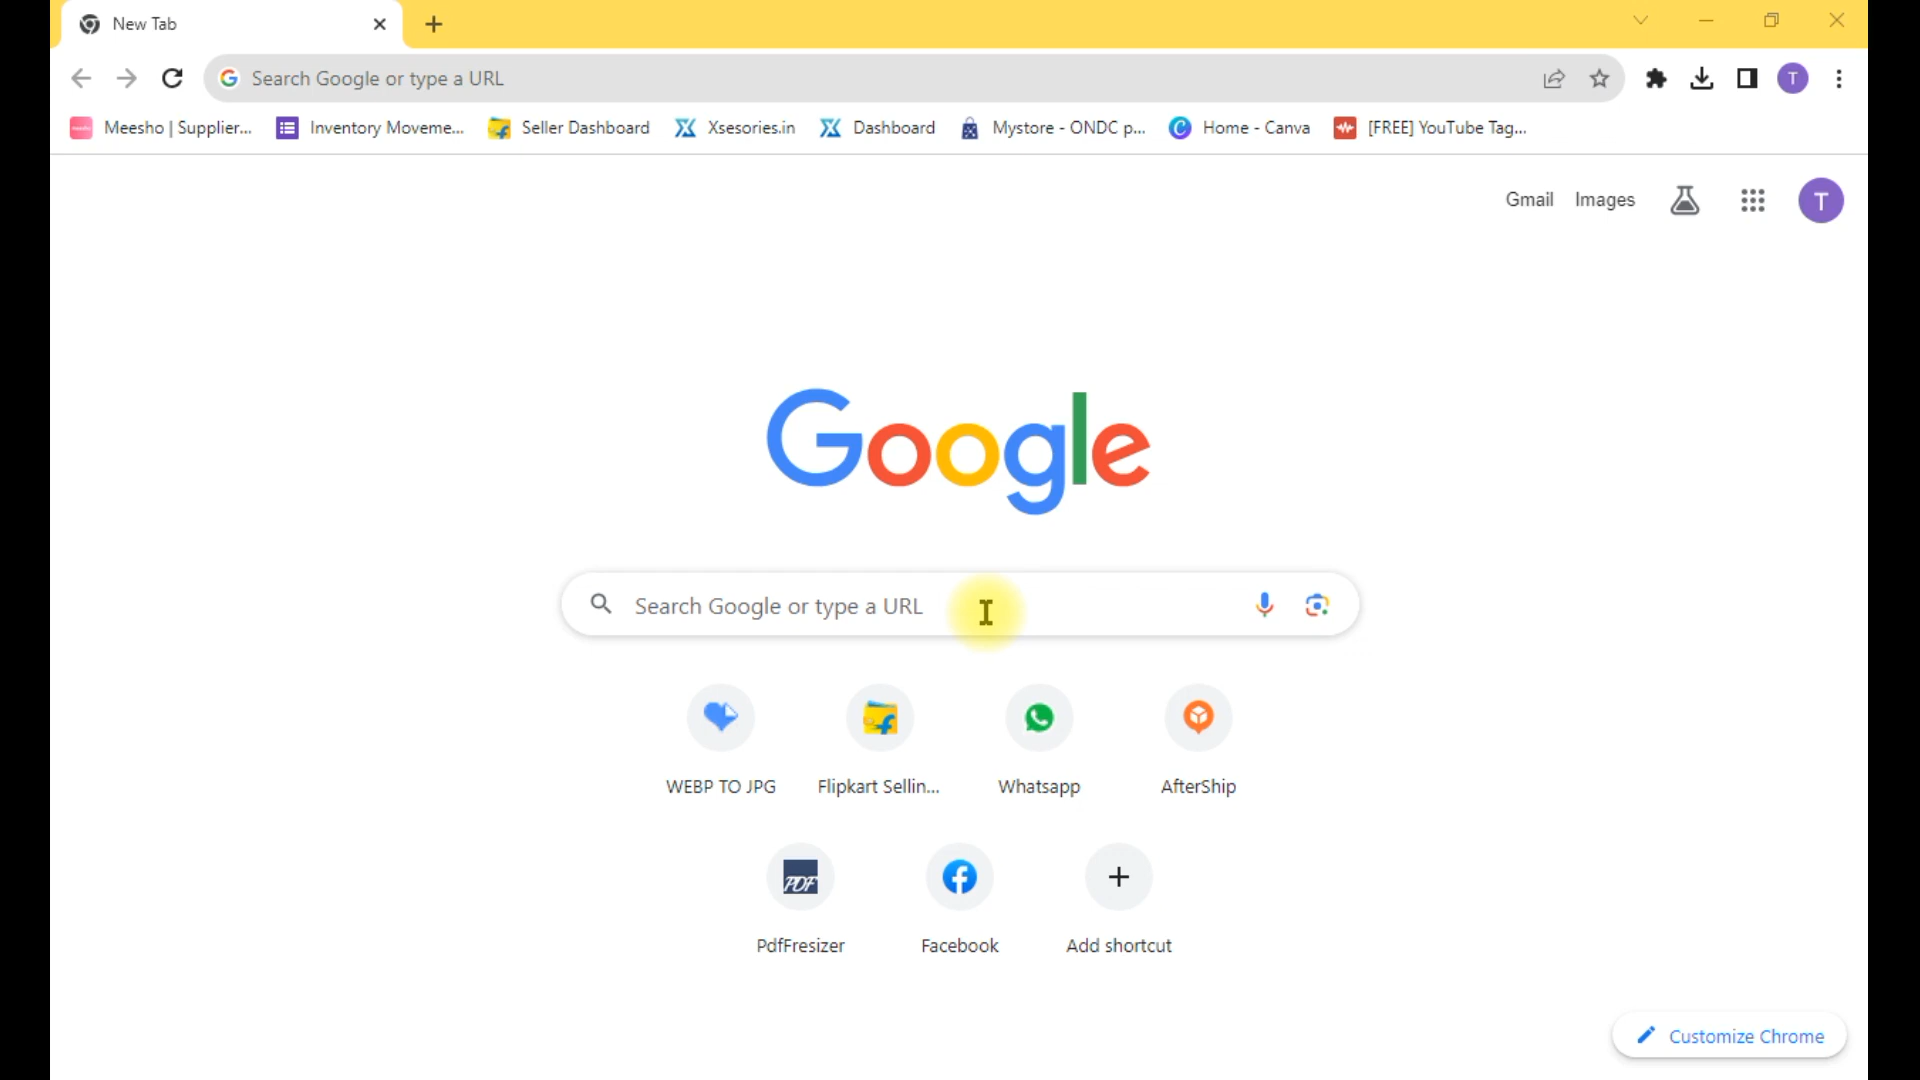 New Tab
Search Google or type a URL
T
Meesho | Supplier... Inventory Moveme... Seller Dashboard Xsesories.in Dashboard Mystore - ONDC p... Home - Canva [FREE] YouTube Tag...
Gmail Images T
Google
Search Google or type a URL
WEBP TO JPG Flipkart Sellin... Whatsapp AfterShip
PDF
PdfFresizer Facebook Add shortcut
Customize Chrome